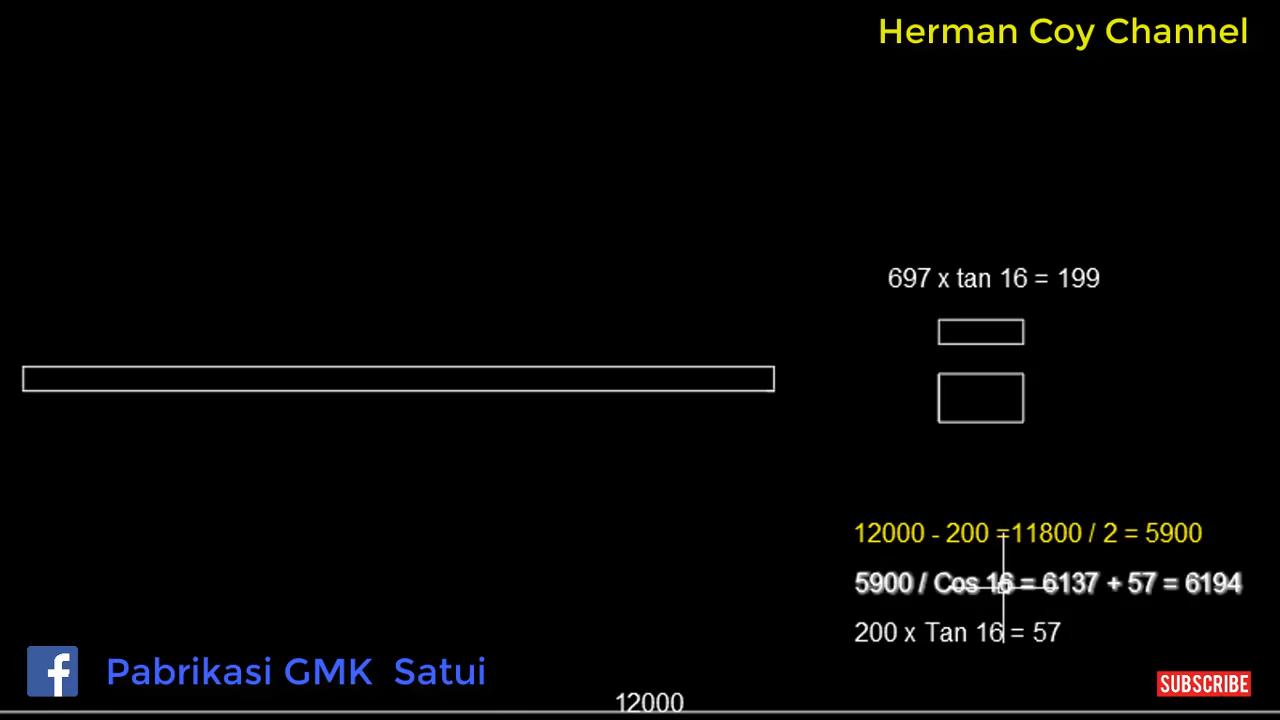 Herman Coy Channel
697 x tan 16 = 199
12000 - 200 =11800 / 2 = 5900
5900 / Cos 16 = 6137 + 57 = 6194
200 x Tan 16 = 57
f Pabrikasi GMK Satui
SUBSCRIBE
12000